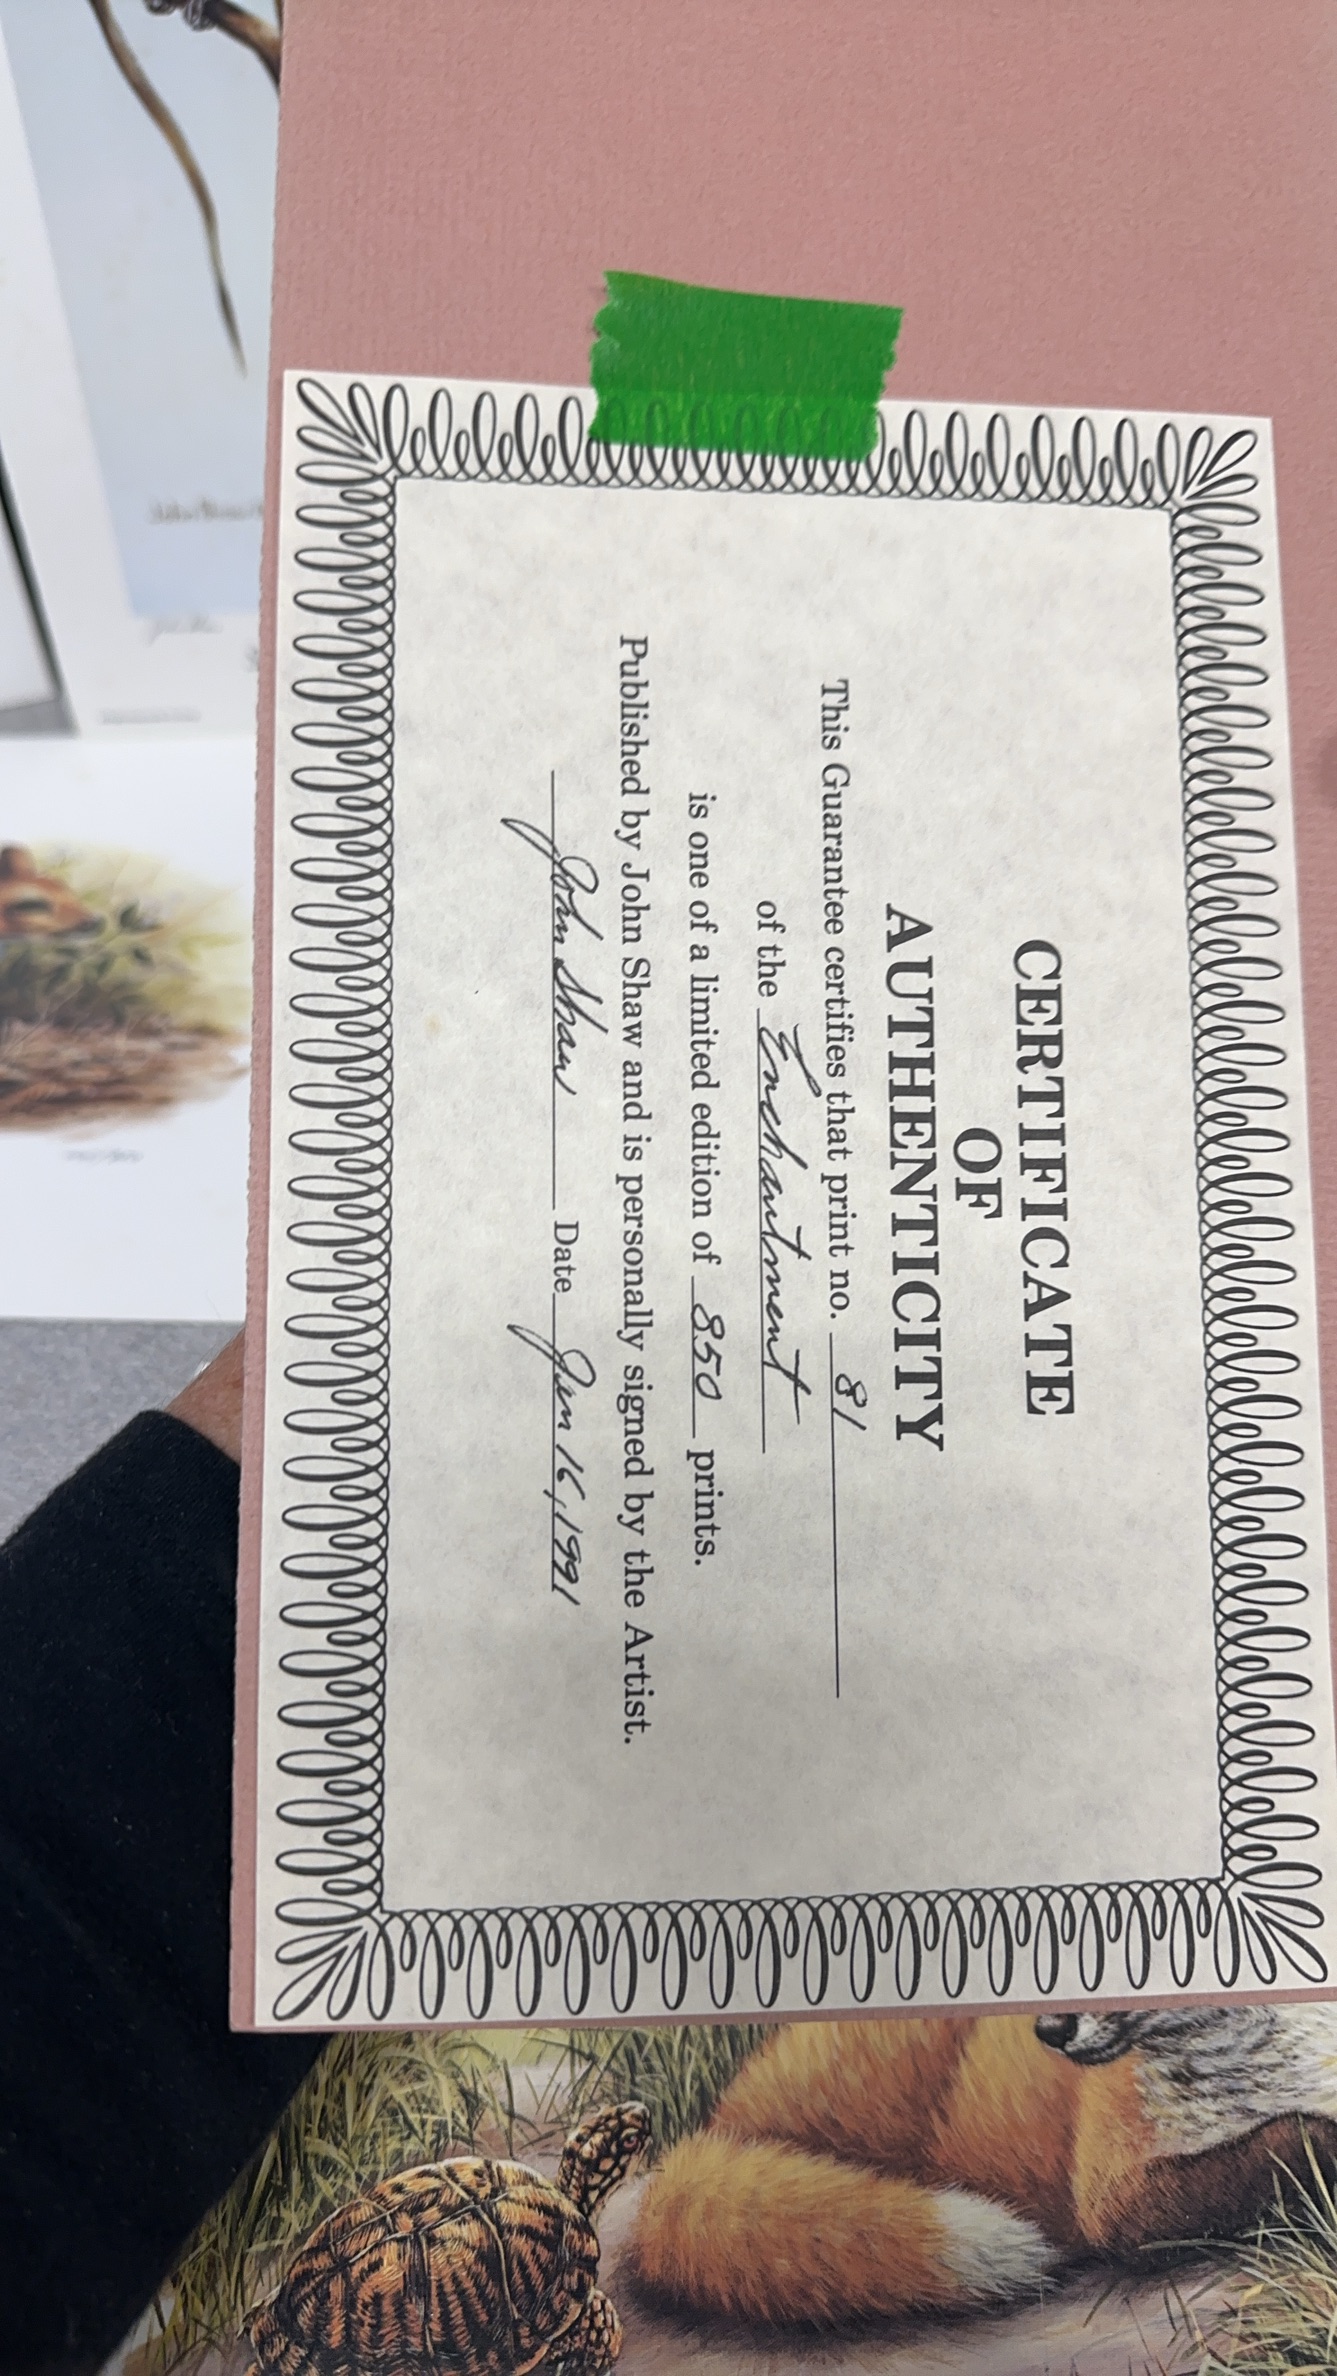 CERTIFICATE
OF
AUTHENTICITY
This Guarantee certifies that print no. 81
of the Enchantment
is one of a limited edition of 850 prints.
Published by John Shaw and is personally signed by the Artist.
John Shaw Date Jan 16, 1991